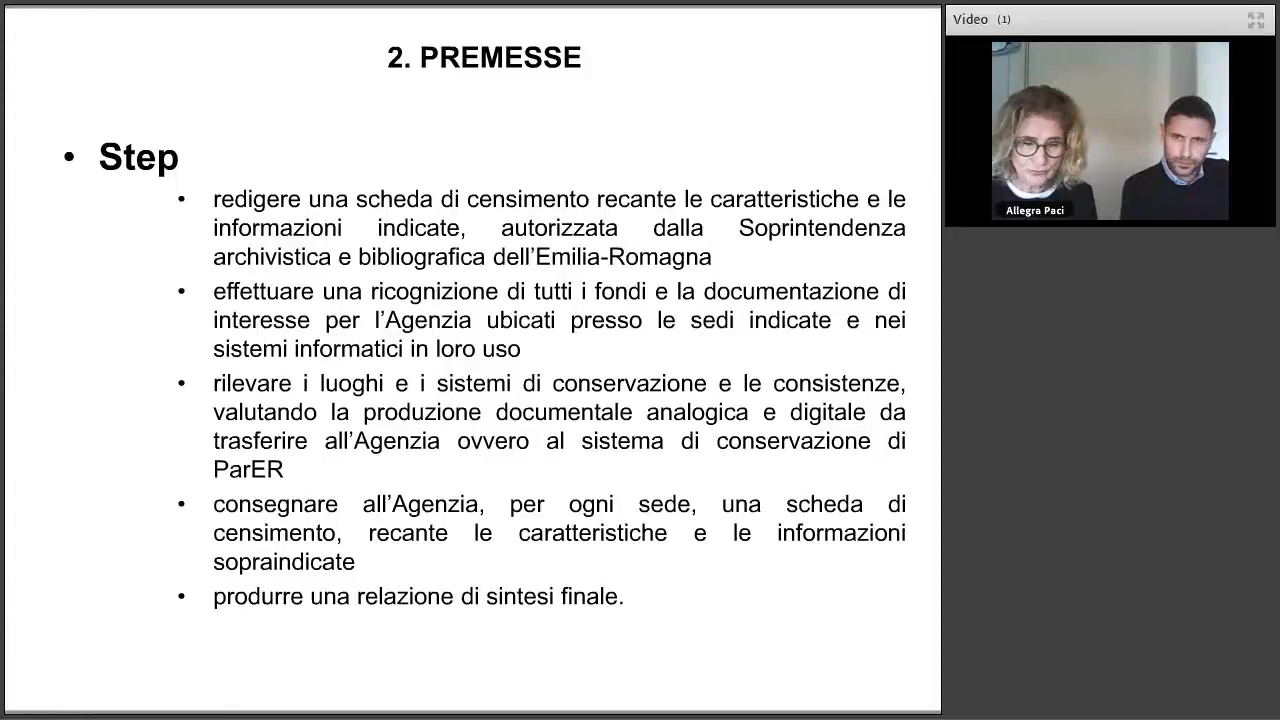 2. PREMESSE
• Step
• redigere una scheda di censimento recante le caratteristiche e le
informazioni indicate, autorizzata dalla Soprintendenza
archivistica e bibliografica dell’Emilia-Romagna
• effettuare una ricognizione di tutti i fondi e la documentazione di
interesse per l’Agenzia ubicati presso le sedi indicate e nei
sistemi informatici in loro uso
• rilevare i luoghi e i sistemi di conservazione e le consistenze,
valutando la produzione documentale analogica e digitale da
trasferire all’Agenzia ovvero al sistema di conservazione di
ParER
• consegnare all’Agenzia, per ogni sede, una scheda di
censimento, recante le caratteristiche e le informazioni
sopraindicate
• produrre una relazione di sintesi finale.
Video (1)
Allegra Paci